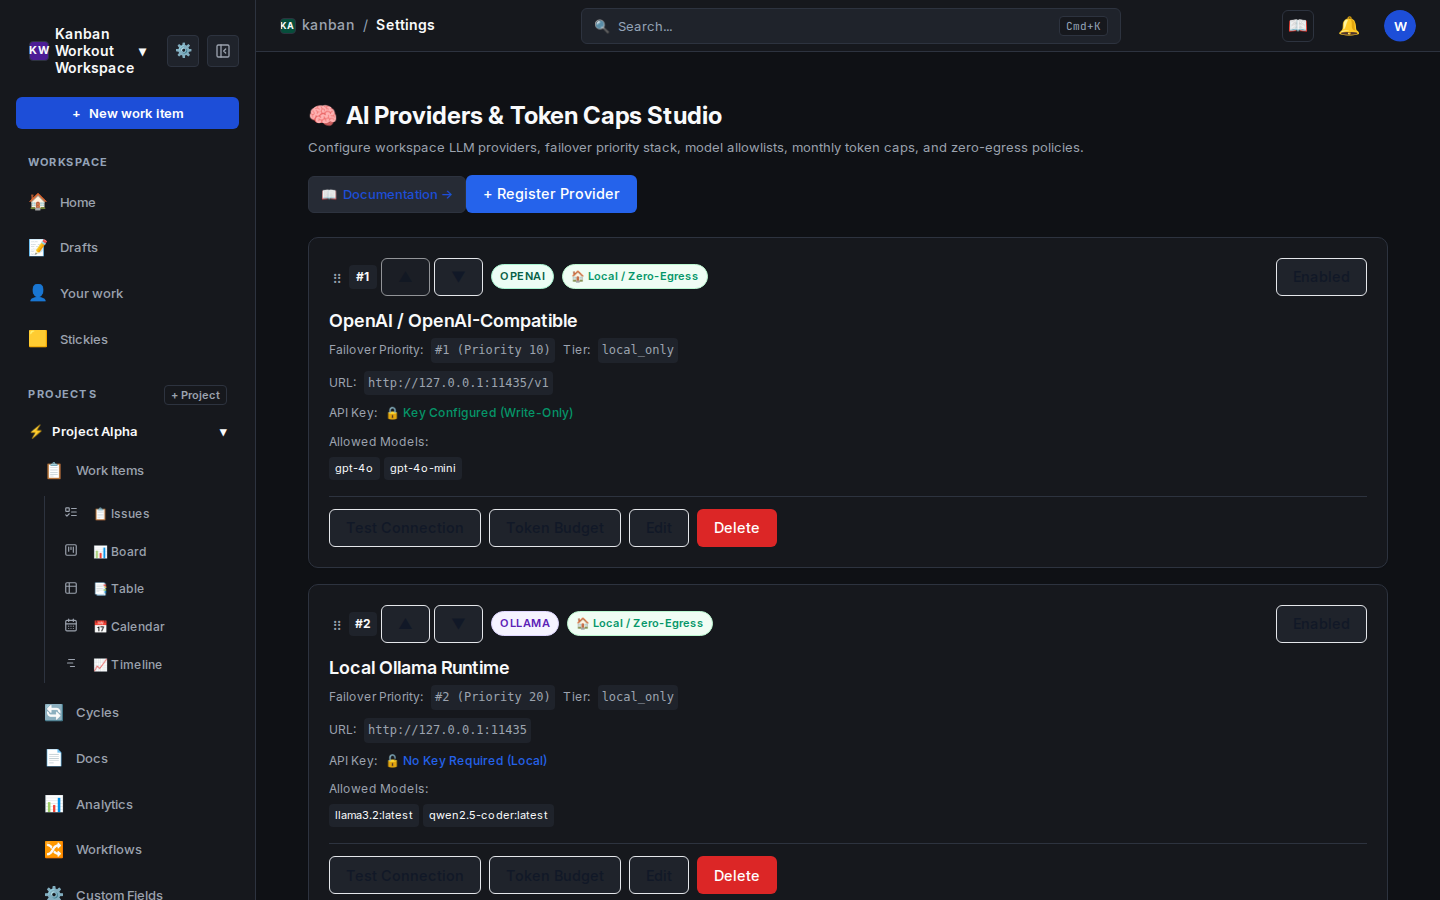 KW Kanban Workout Workspace ▾
+ New work item
WORKSPACE
Home
Drafts
Your work
Stickies
PROJECTS
+ Project
Project Alpha ▾
Work Items
Issues
Board
Table
Calendar
Timeline
Cycles
Docs
Analytics
Workflows
Custom Fields
KA kanban / Settings
Search...
Cmd+K
W
AI Providers & Token Caps Studio
Configure workspace LLM providers, failover priority stack, model allowlists, monthly token caps, and zero-egress policies.
Documentation →
+ Register Provider
#1 ▲ ▼ OPENAI Local / Zero-Egress Enabled
OpenAI / OpenAI-Compatible
Failover Priority: #1 (Priority 10) Tier: local_only
URL: http://127.0.0.1:11435/v1
API Key: Key Configured (Write-Only)
Allowed Models:
gpt-4o gpt-4o-mini
Test Connection Token Budget Edit Delete
#2 ▲ ▼ OLLAMA Local / Zero-Egress Enabled
Local Ollama Runtime
Failover Priority: #2 (Priority 20) Tier: local_only
URL: http://127.0.0.1:11435
API Key: No Key Required (Local)
Allowed Models:
llama3.2:latest qwen2.5-coder:latest
Test Connection Token Budget Edit Delete